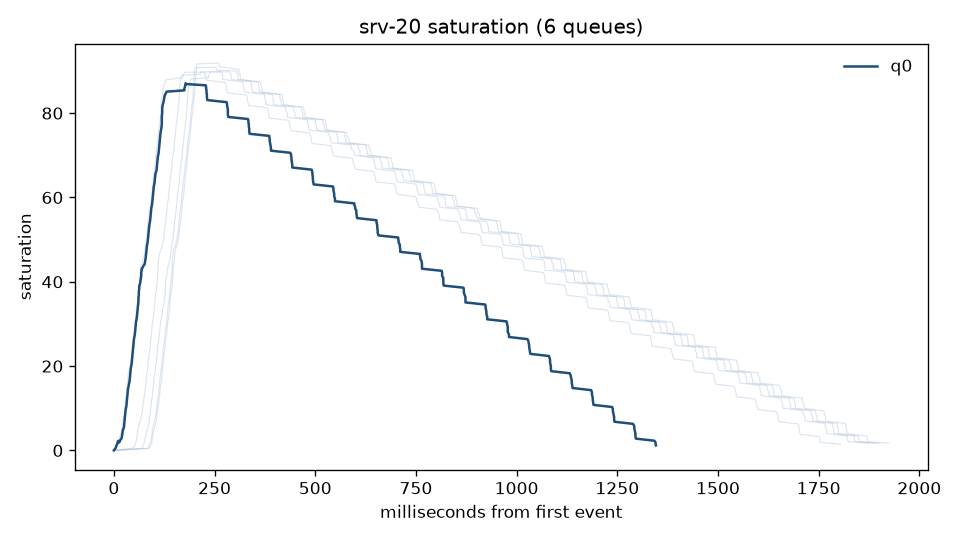 srv-20 saturation (6 queues)
q0
saturation
80
60
40
20
0
0 250 500 750 1000 1250 1500 1750 2000
milliseconds from first event